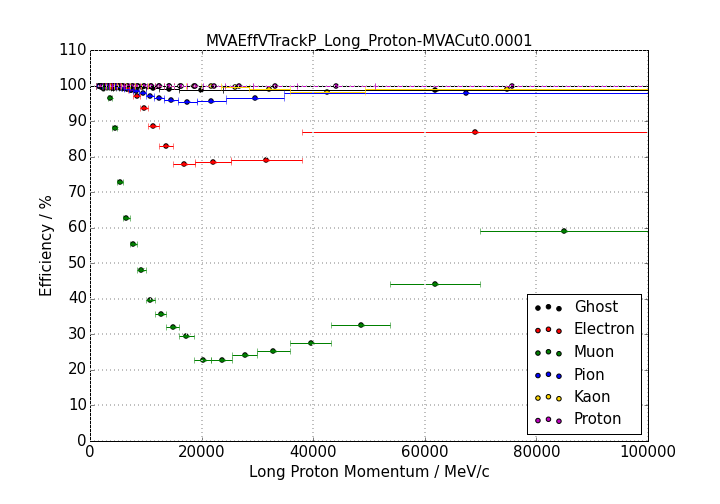 MVAEffVTrackP_Long_Proton-MVACut0.0001
110
100
90
80
70
60
50
40
30
20
10
0
Efficiency / %
0 20000 40000 60000 80000 100000
Long Proton Momentum / MeV/c
Ghost
Electron
Muon
Pion
Kaon
Proton